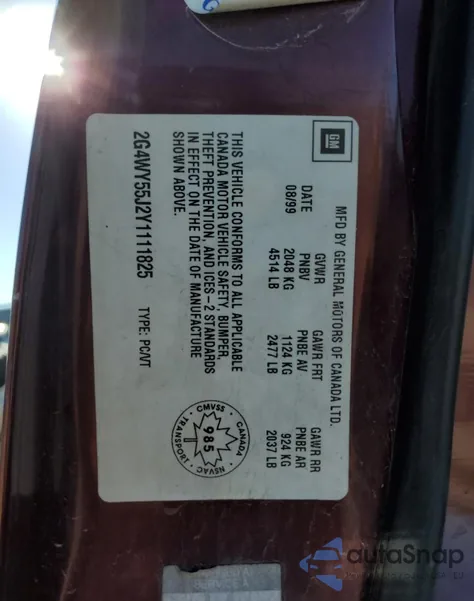 GM
MFD BY GENERAL MOTORS OF CANADA LTD.
DATE GVWR GAWR FRT GAWR RR
08/99 PNBV PNBE AV PNBE AR
2048 KG 1124 KG 924 KG
4514 LB 2477 LB 2037 LB
THIS VEHICLE CONFORMS TO ALL APPLICABLE
CANADA MOTOR VEHICLE SAFETY, BUMPER,
THEFT PREVENTION, AND ICES-2 STANDARDS
IN EFFECT ON THE DATE OF MANUFACTURE
SHOWN ABOVE.
CANADA
CMVSS
985
NSVAC
TRANSPORT
2G4WY55J2Y1111825 TYPE: PC/VT
autoSnap